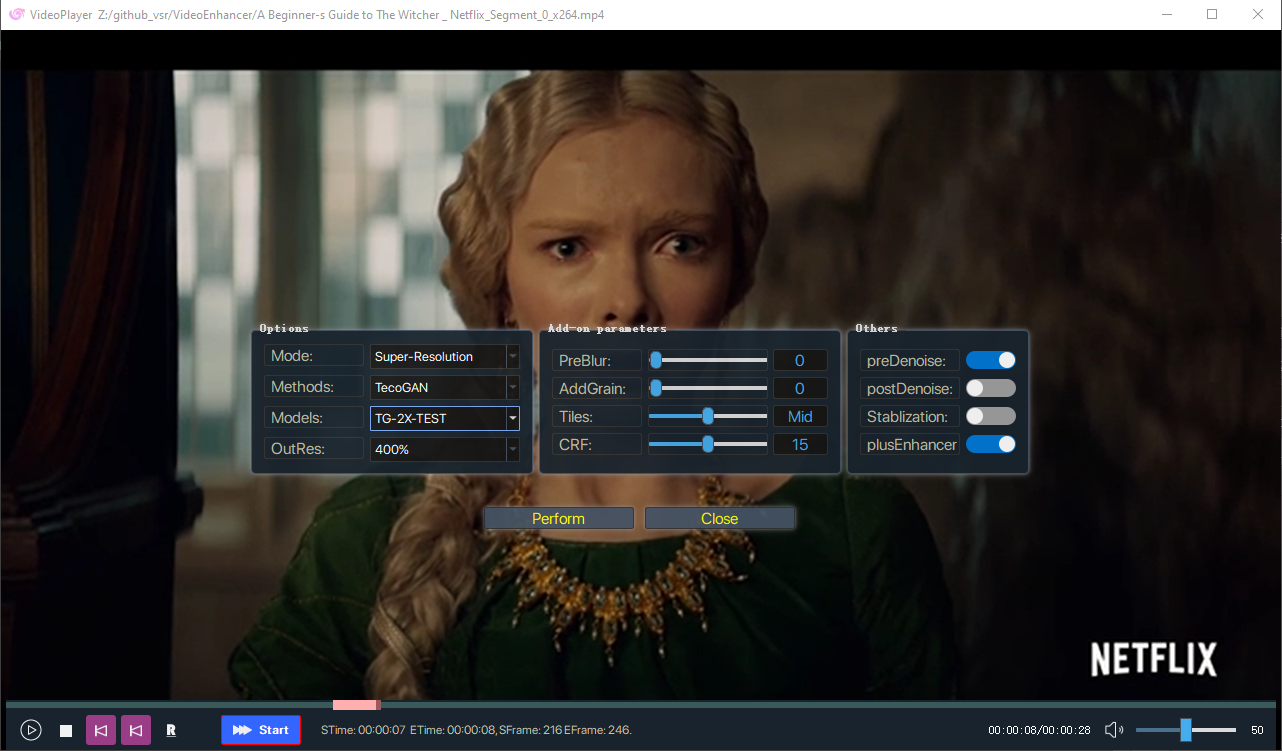 VideoPlayer Z:/github_vsr/VideoEnhancer/A Beginner-s Guide to The Witcher _ Netflix_Segment_0_x264.mp4
Options
Mode: Super-Resolution
Methods: TecoGAN
Models: TG-2X-TEST
OutRes: 400%
Add-on parameters
PreBlur: 0
AddGrain: 0
Tiles: Mid
CRF: 15
Others
preDenoise:
postDenoise:
Stablization:
plusEnhancer
Perform Close
NETFLIX
R Start STime: 00:00:07 ETime: 00:00:08,SFrame: 216 EFrame: 246. 00:00:08/00:00:28 50